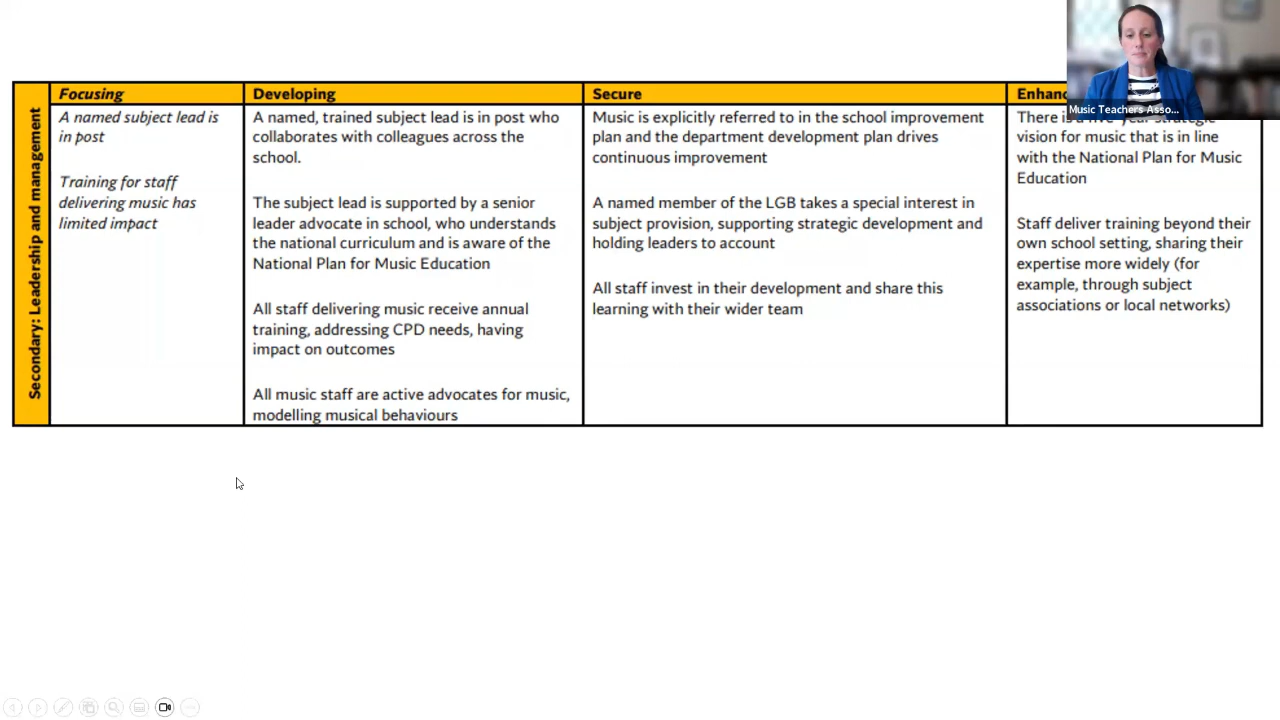 Music Teachers Asso...
Secondary: Leadership and management
Focusing
A named subject lead is
in post
Training for staff
delivering music has
limited impact
Developing
A named, trained subject lead is in post who
collaborates with colleagues across the
school.
The subject lead is supported by a senior
leader advocate in school, who understands
the national curriculum and is aware of the
National Plan for Music Education
All staff delivering music receive annual
training, addressing CPD needs, having
impact on outcomes
All music staff are active advocates for music,
modelling musical behaviours
Secure
Music is explicitly referred to in the school improvement
plan and the department development plan drives
continuous improvement
A named member of the LGB takes a special interest in
subject provision, supporting strategic development and
holding leaders to account
All staff invest in their development and share this
learning with their wider team
Enhanc
There is a five-year strategic
vision for music that is in line
with the National Plan for Music
Education
Staff deliver training beyond their
own school setting, sharing their
expertise more widely (for
example, through subject
associations or local networks)